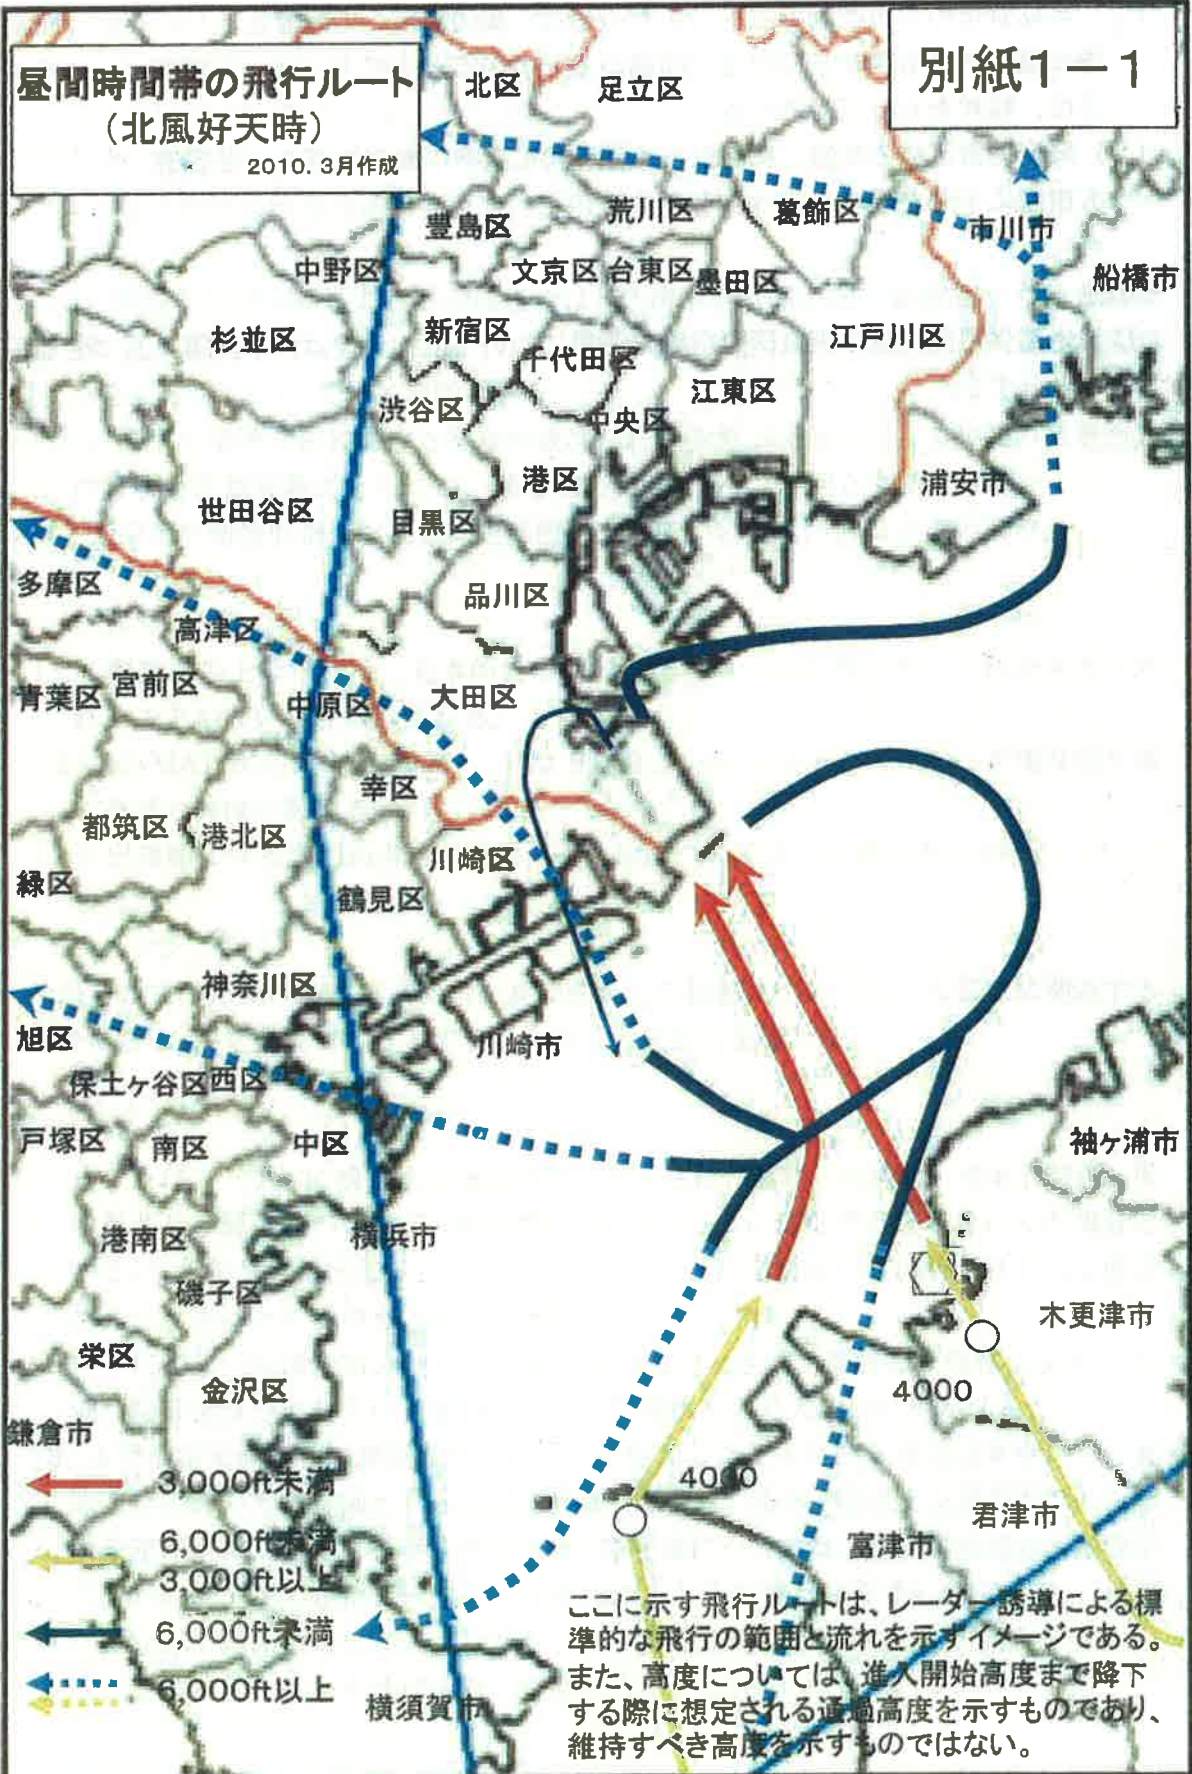 昼間時間帯の飛行ルート
(北風好天時)
2010.3月作成
別紙1-1
北区
足立区
豊島区
荒川区
葛飾区
市川市
中野区
文京区
台東区
墨田区
船橋市
杉並区
新宿区
千代田区
江戸川区
渋谷区
中央区
江東区
世田谷区
目黒区
港区
浦安市
多摩区
高津区
品川区
青葉区
宮前区
中原区
大田区
幸区
都筑区
港北区
川崎区
緑区
鶴見区
神奈川区
旭区
川崎市
保土ヶ谷区
西区
戸塚区
南区
中区
袖ヶ浦市
港南区
横浜市
磯子区
木更津市
栄区
金沢区
4000
鎌倉市
3,000ft未満
4000
6,000ft未満
3,000ft以上
君津市
富津市
6,000ft未満
6,000ft以上
横須賀市
ここに示す飛行ルートは、レーダー誘導による標
準的な飛行の範囲と流れを示すイメージである。
また、高度については、進入開始高度まで降下
する際に想定される通過高度を示すものであり、
維持すべき高度を示すものではない。